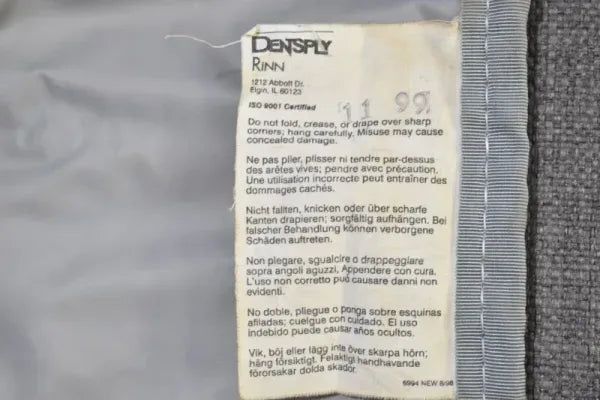 DENTSPLY
RINN
1212 Abbott Dr.
Elgin, IL 60123
ISO 9001 Certified
11 99
Do not fold, crease, or drape over sharp
corners; hang carefully. Misuse may cause
concealed damage.
Ne pas plier, plisser ni tendre par-dessus
des arêtes vives; pendre avec précaution.
Une utilisation incorrecte peut entraîner des
dommages cachés.
Nicht falten, knicken oder über scharfe
Kanten drapieren; sorgfältig aufhängen. Bei
falscher Behandlung können verborgene
Schäden auftreten.
Non plegare, sgualcire o drappeggiare
sopra angoli aguzzi, Appendere con cura.
L'uso non corretto può causare danni non
evidenti.
No doble, pliegue o ponga sobre esquinas
afiladas; cuelgue con cuidado. El uso
indebido puede causar años ocultos.
Vik, böj eller lägg inte över skarpa hörn;
häng försiktigt. Felaktig handhavande
förorsakar dolda skador.
6994 NEW 8/98